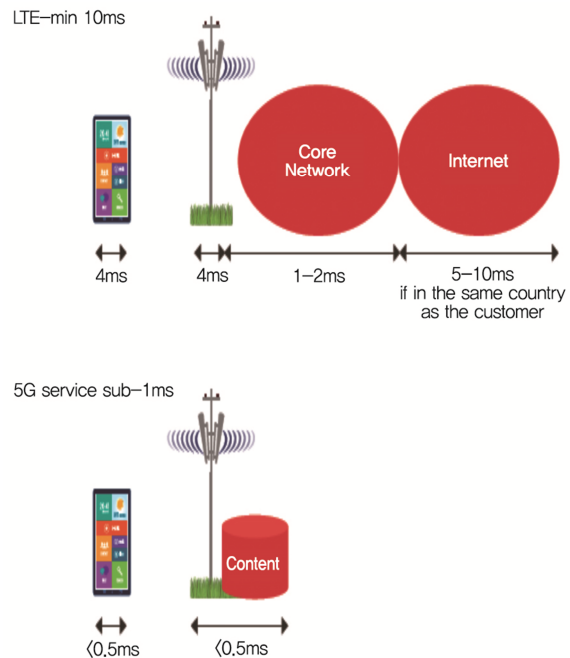 LTE-min 10ms
Core
Network
Internet
4ms
4ms
1-2ms
5-10ms
if in the same country
as the customer
5G service sub-1ms
Content
<0.5ms
<0.5ms